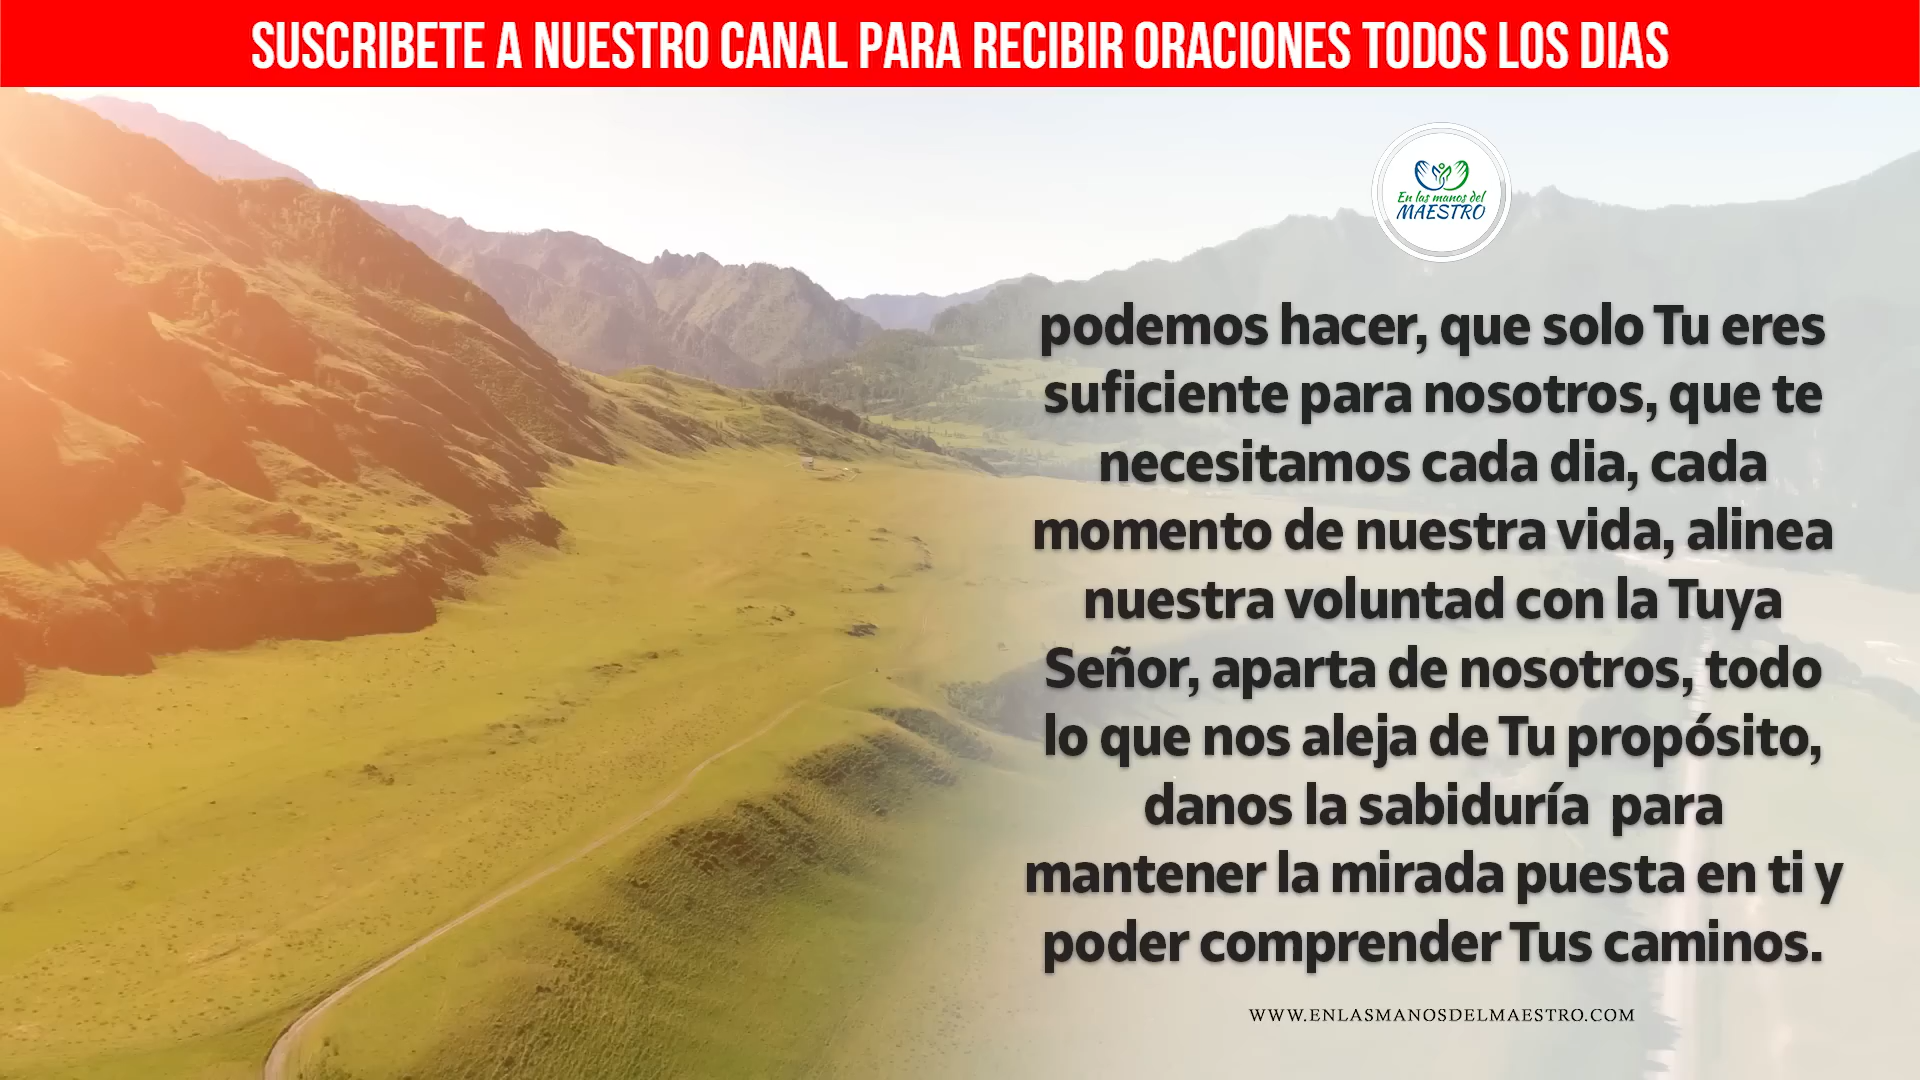 SUSCRIBETE A NUESTRO CANAL PARA RECIBIR ORACIONES TODOS LOS DIAS
En las manos del
MAESTRO
podemos hacer, que solo Tu eres
suficiente para nosotros, que te
necesitamos cada dia, cada
momento de nuestra vida, alinea
nuestra voluntad con la Tuya
Señor, aparta de nosotros, todo
lo que nos aleja de Tu propósito,
danos la sabiduría  para
mantener la mirada puesta en ti y
poder comprender Tus caminos.
WWW.ENLASMANOSDELMAESTRO.COM